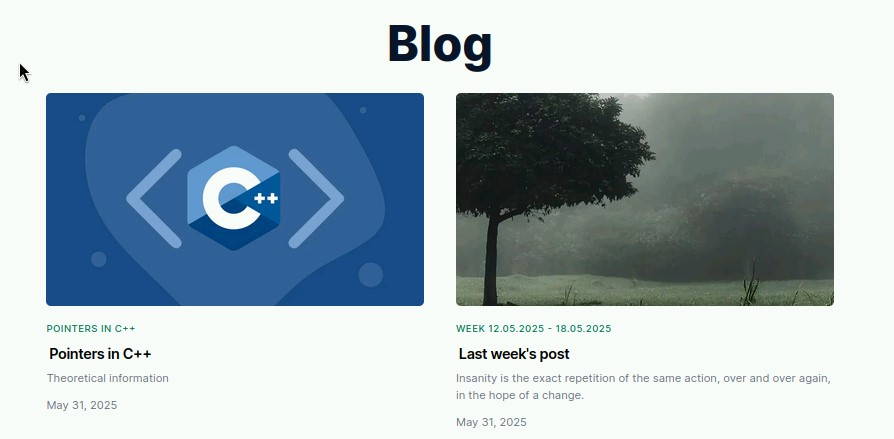 Blog
C++
POINTERS IN C++
Pointers in C++
Theoretical information
May 31, 2025
WEEK 12.05.2025 - 18.05.2025
Last week's post
Insanity is the exact repetition of the same action, over and over again,
in the hope of a change.
May 31, 2025